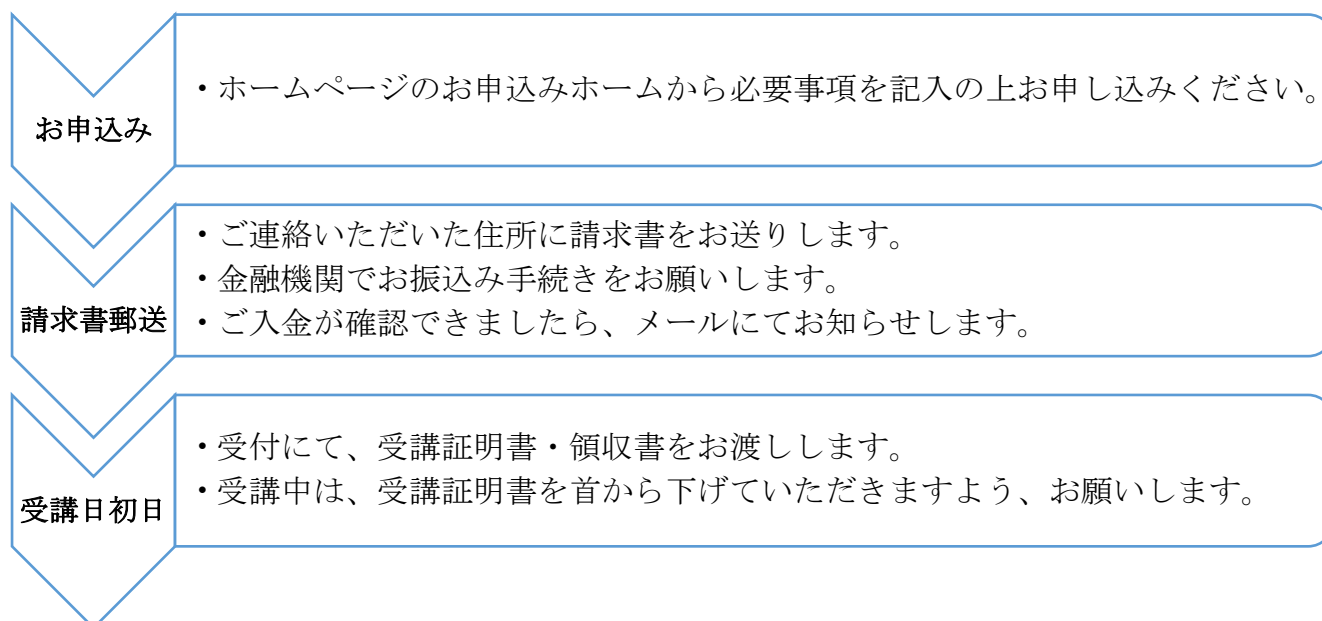 お申込み
・ホームページのお申込みホームから必要事項を記入の上お申し込みください。
請求書郵送
・ご連絡いただいた住所に請求書をお送りします。
・金融機関でお振込み手続きをお願いします。
・ご入金が確認できましたら、メールにてお知らせします。
受講日初日
・受付にて、受講証明書・領収書をお渡しします。
・受講中は、受講証明書を首から下げていただきますよう、お願いします。